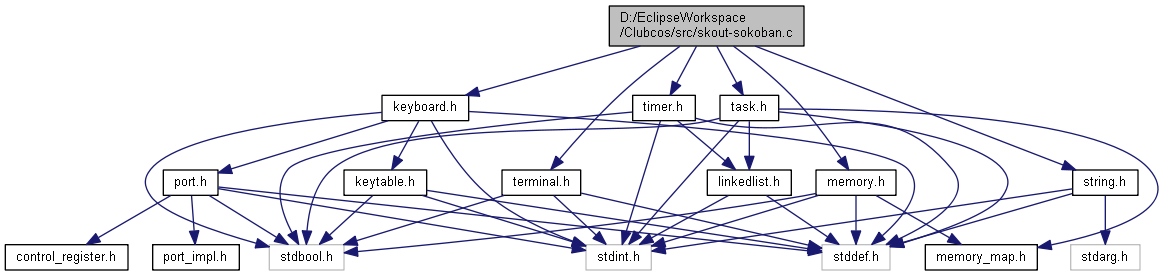 D:/EclipseWorkspace
/Clubcos/src/skout-sokoban.c
keyboard.h
timer.h
task.h
port.h
keytable.h
terminal.h
linkedlist.h
memory.h
string.h
control_register.h
port_impl.h
stdbool.h
stdint.h
stddef.h
memory_map.h
stdarg.h